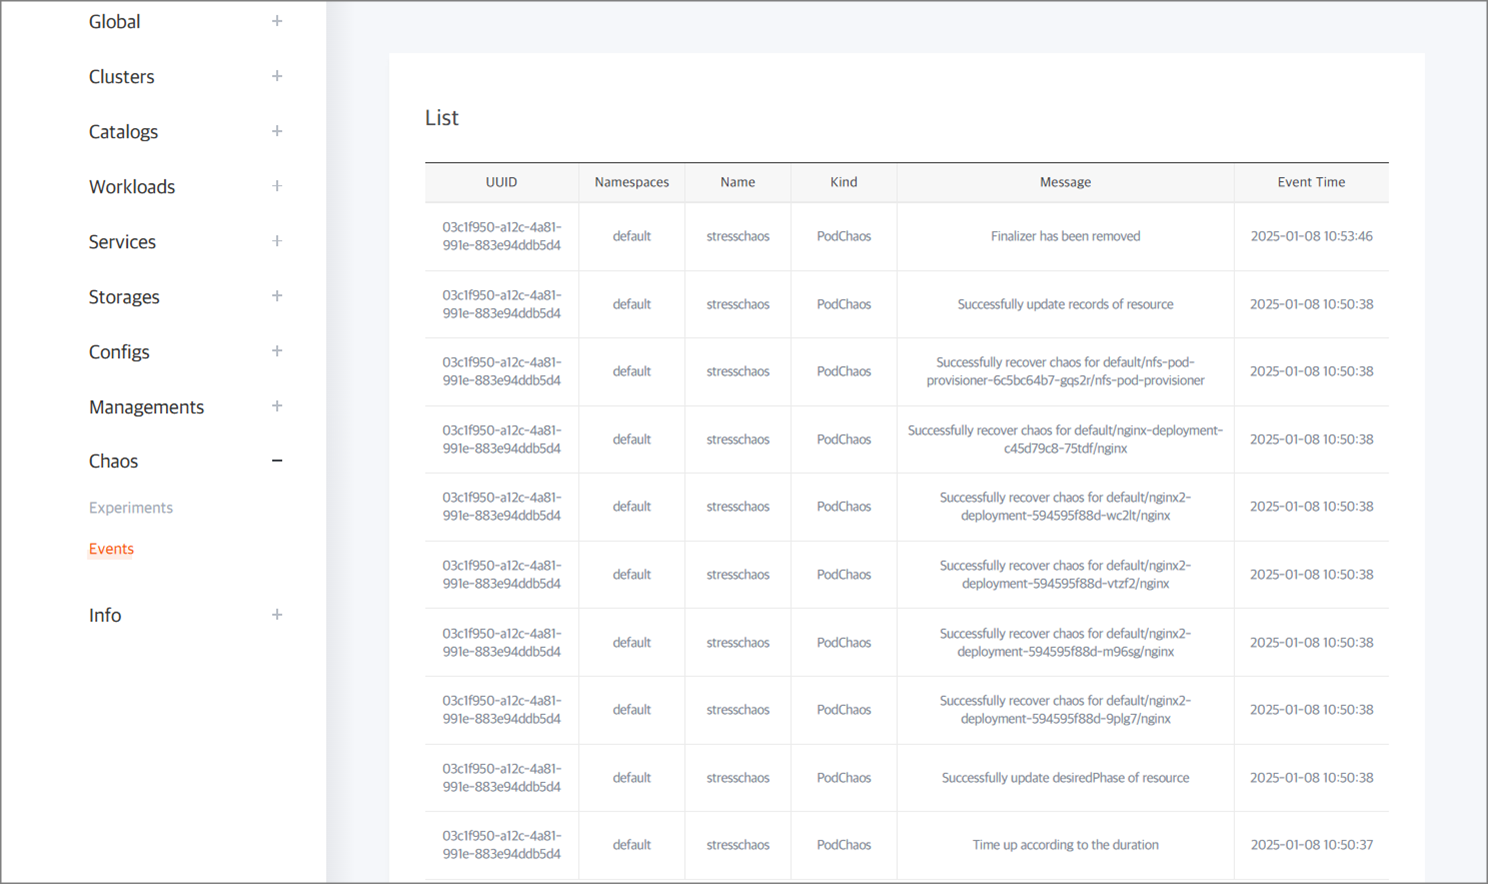 Global
Clusters
Catalogs
Workloads
Services
Storages
Configs
Managements
Chaos
Experiments
Events
Info
List
UUID Namespaces Name Kind Message Event Time
03c1f950-a12c-4a81-
991e-883e94ddb5d4 default stresschaos PodChaos Finalizer has been removed 2025-01-08 10:53:46
03c1f950-a12c-4a81-
991e-883e94ddb5d4 default stresschaos PodChaos Successfully update records of resource 2025-01-08 10:50:38
03c1f950-a12c-4a81-
991e-883e94ddb5d4 default stresschaos PodChaos Successfully recover chaos for default/nfs-pod-
provisioner-6c5bc64b7-gqs2r/nfs-pod-provisioner 2025-01-08 10:50:38
03c1f950-a12c-4a81-
991e-883e94ddb5d4 default stresschaos PodChaos Successfully recover chaos for default/nginx-deployment-
c45d79c8-75tdf/nginx 2025-01-08 10:50:38
03c1f950-a12c-4a81-
991e-883e94ddb5d4 default stresschaos PodChaos Successfully recover chaos for default/nginx2-
deployment-594595f88d-wc2lt/nginx 2025-01-08 10:50:38
03c1f950-a12c-4a81-
991e-883e94ddb5d4 default stresschaos PodChaos Successfully recover chaos for default/nginx2-
deployment-594595f88d-vtzf2/nginx 2025-01-08 10:50:38
03c1f950-a12c-4a81-
991e-883e94ddb5d4 default stresschaos PodChaos Successfully recover chaos for default/nginx2-
deployment-594595f88d-m96sg/nginx 2025-01-08 10:50:38
03c1f950-a12c-4a81-
991e-883e94ddb5d4 default stresschaos PodChaos Successfully recover chaos for default/nginx2-
deployment-594595f88d-9plg7/nginx 2025-01-08 10:50:38
03c1f950-a12c-4a81-
991e-883e94ddb5d4 default stresschaos PodChaos Successfully update desiredPhase of resource 2025-01-08 10:50:38
03c1f950-a12c-4a81-
991e-883e94ddb5d4 default stresschaos PodChaos Time up according to the duration 2025-01-08 10:50:37